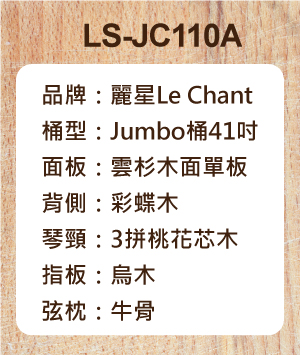 LS-JC110A
品牌：麗星Le Chant
桶型：Jumbo桶41吋
面板：雲杉木面單板
背側：彩蝶木
琴頸：3拼桃花芯木
指板：烏木
弦枕：牛骨